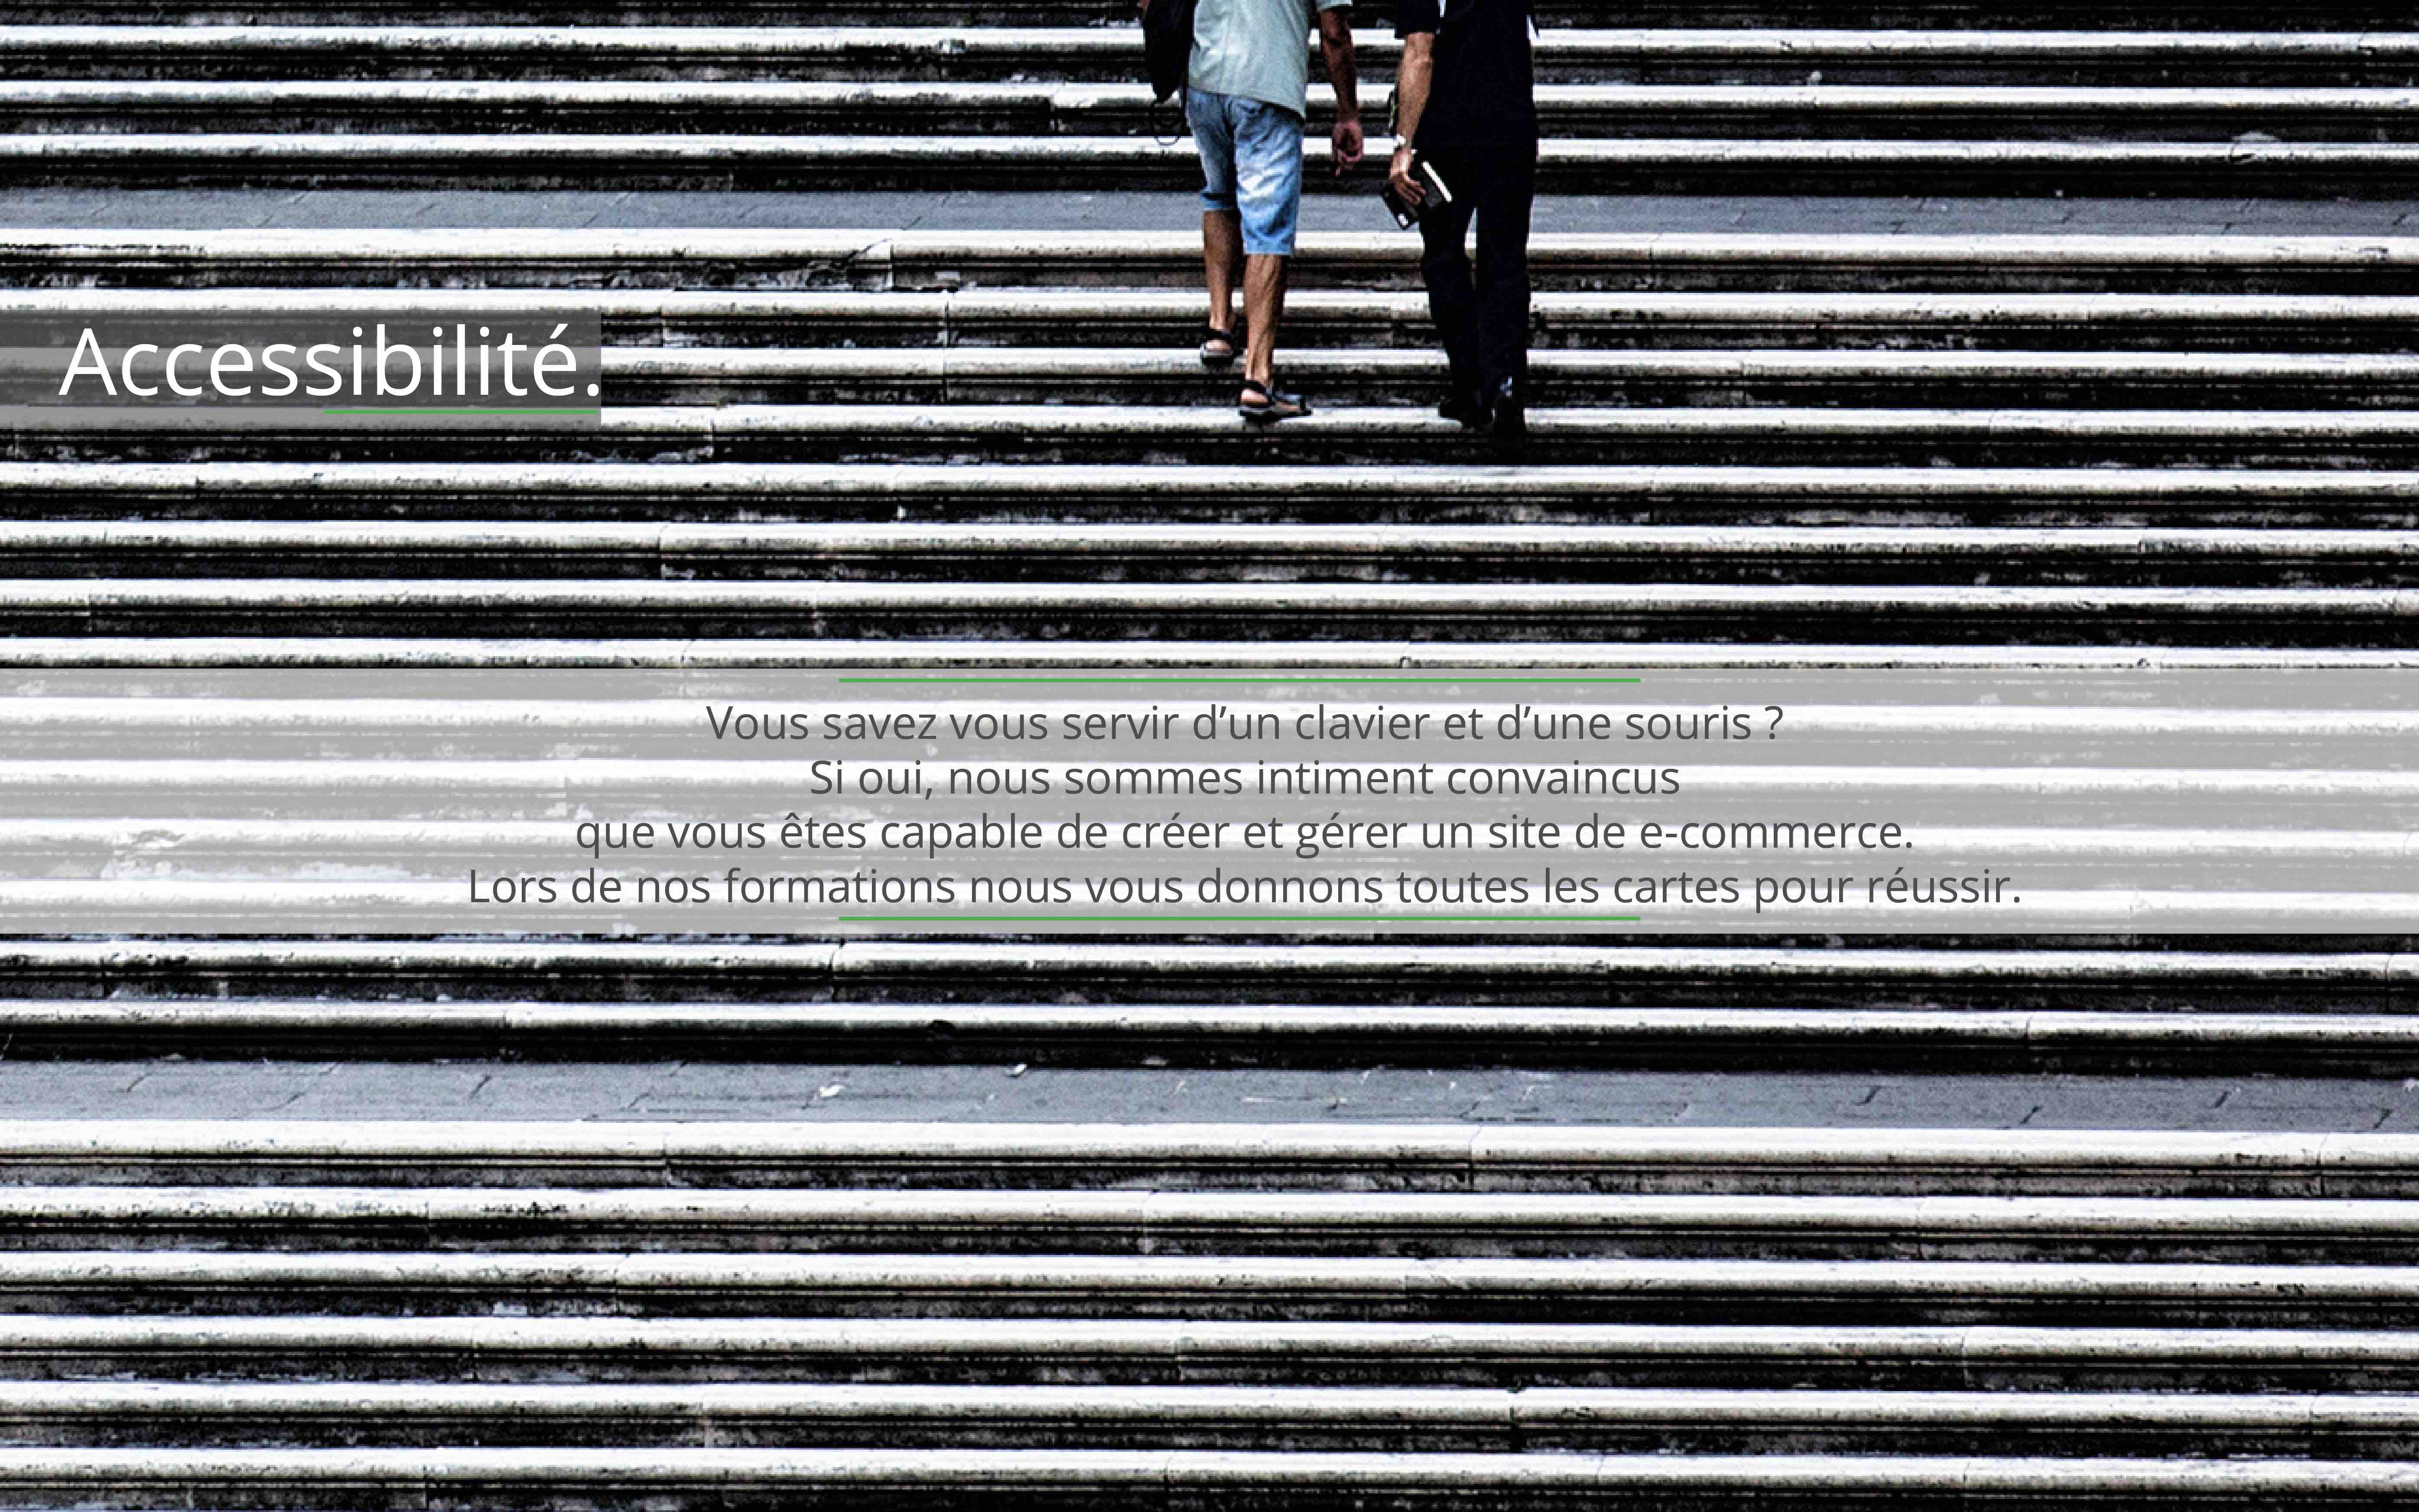 Accessibilité.
Vous savez vous servir d’un clavier et d’une souris ?
Si oui, nous sommes intiment convaincus
que vous êtes capable de créer et gérer un site de e-commerce.
Lors de nos formations nous vous donnons toutes les cartes pour réussir.